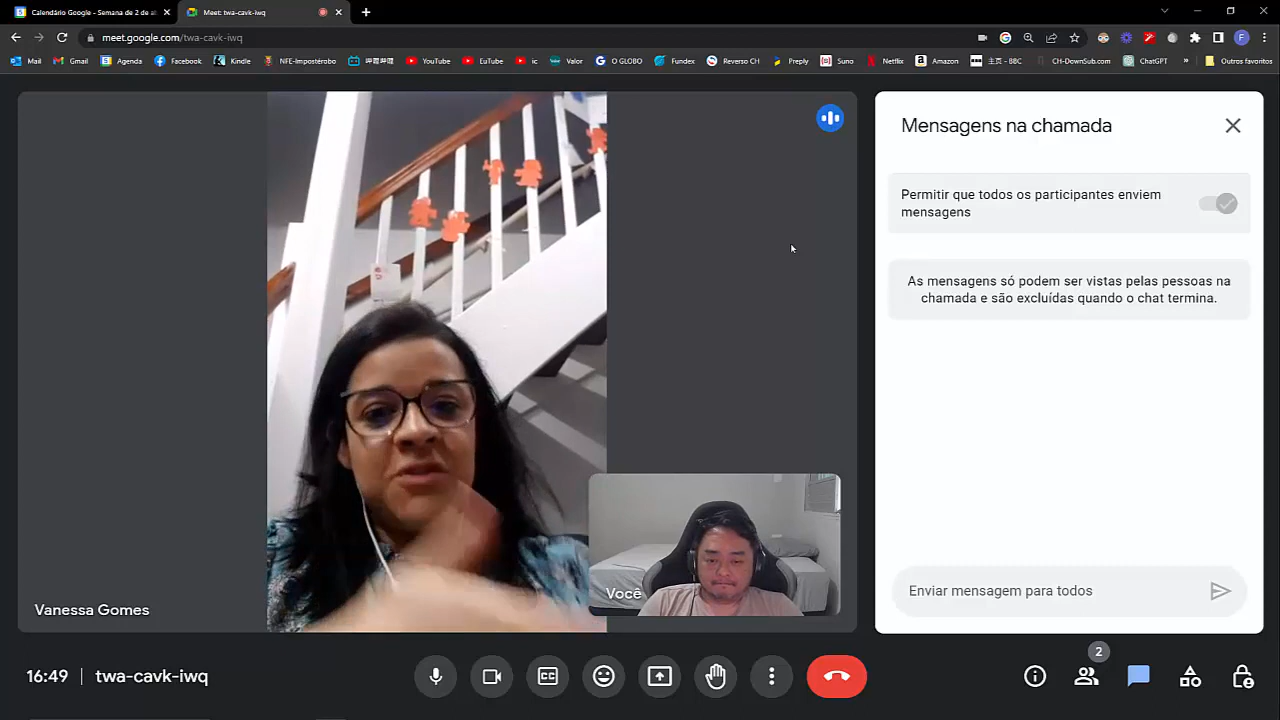 Calendário Google - Semana de 2 de a
Meet: twa-cavk-iwq
meet.google.com/twa-cavk-iwq
Mail
Gmail
Agenda
Facebook
Kindle
NFE-Impostérobo
哔哩哔哩
YouTube
EuTube
ic
Valor
O GLOBO
Fundex
Reverso CH
Preply
Suno
Netflix
Amazon
主页 - BBC
CH-DownSub.com
ChatGPT
»
Outros favoritos
Mensagens na chamada
Permitir que todos os participantes enviem
mensagens
As mensagens só podem ser vistas pelas pessoas na
chamada e são excluídas quando o chat termina.
Vanessa Gomes
Você
Enviar mensagem para todos
16:49
twa-cavk-iwq
2